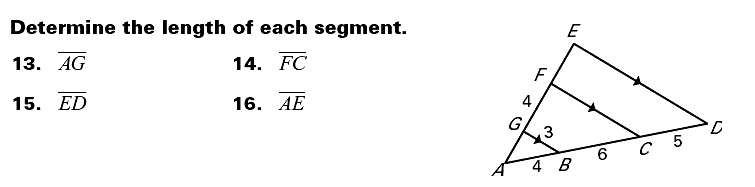 Determine the length of each segment.
13. AG 14. FC
15. ED 16. AE
E
F
4
G 3
D
5
C
6
A 4 B